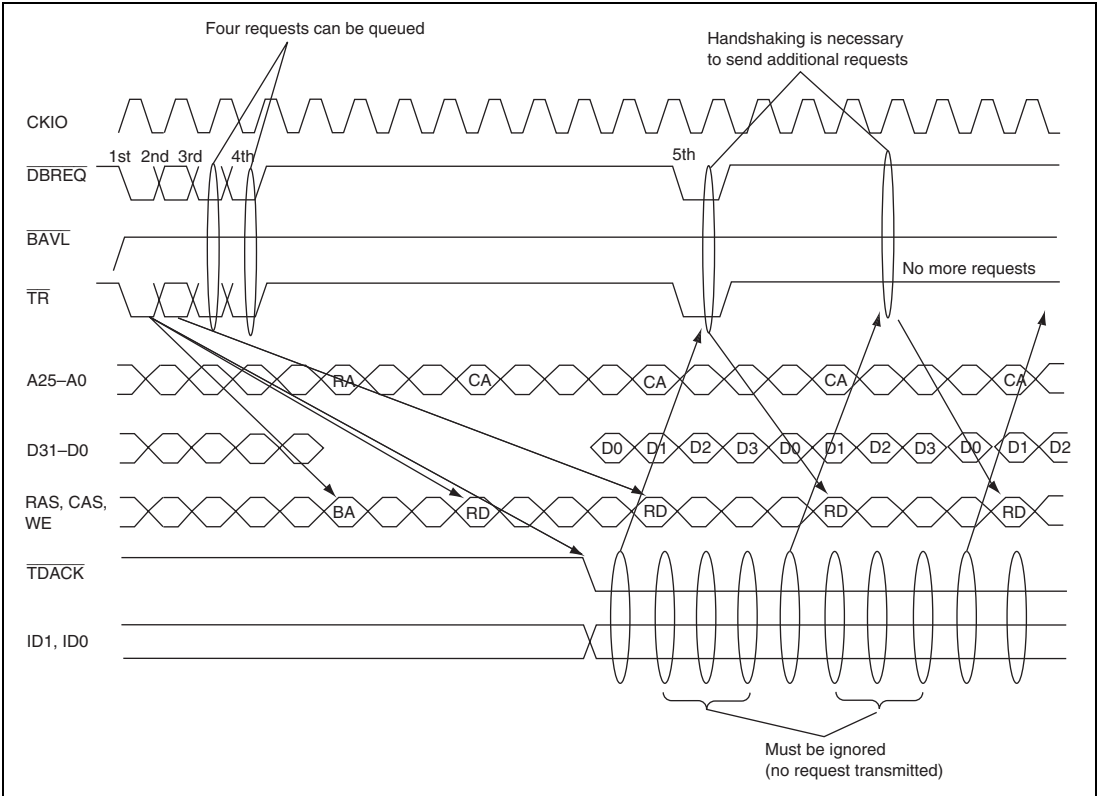 Four requests can be queued
Handshaking is necessary
to send additional requests
CKIO
1st 2nd 3rd 4th 5th
DBREQ
BAVL
No more requests
TR
A25–A0 RA CA CA CA CA
D31–D0 D0 D1 D2 D3 D0 D1 D2 D3 D0 D1 D2
RAS, CAS,
WE
BA RD RD RD RD
TDACK
ID1, ID0
Must be ignored
(no request transmitted)